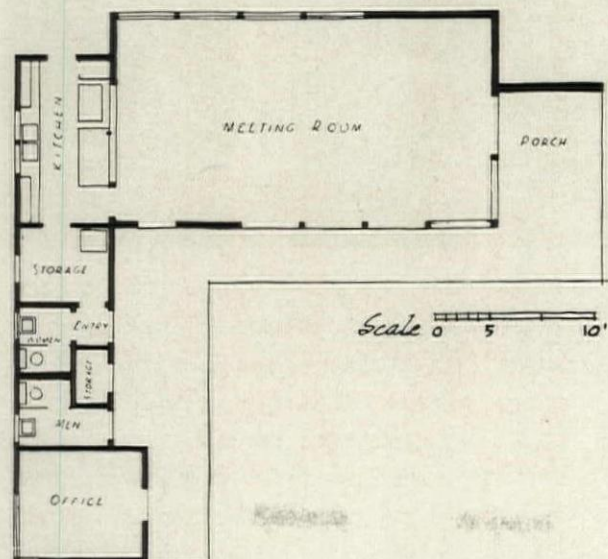 KITCHEN
MEETING ROOM
PORCH
STORAGE
ENTRY
WOMEN
STORAGE
MEN
OFFICE
Scale 0 5 10'